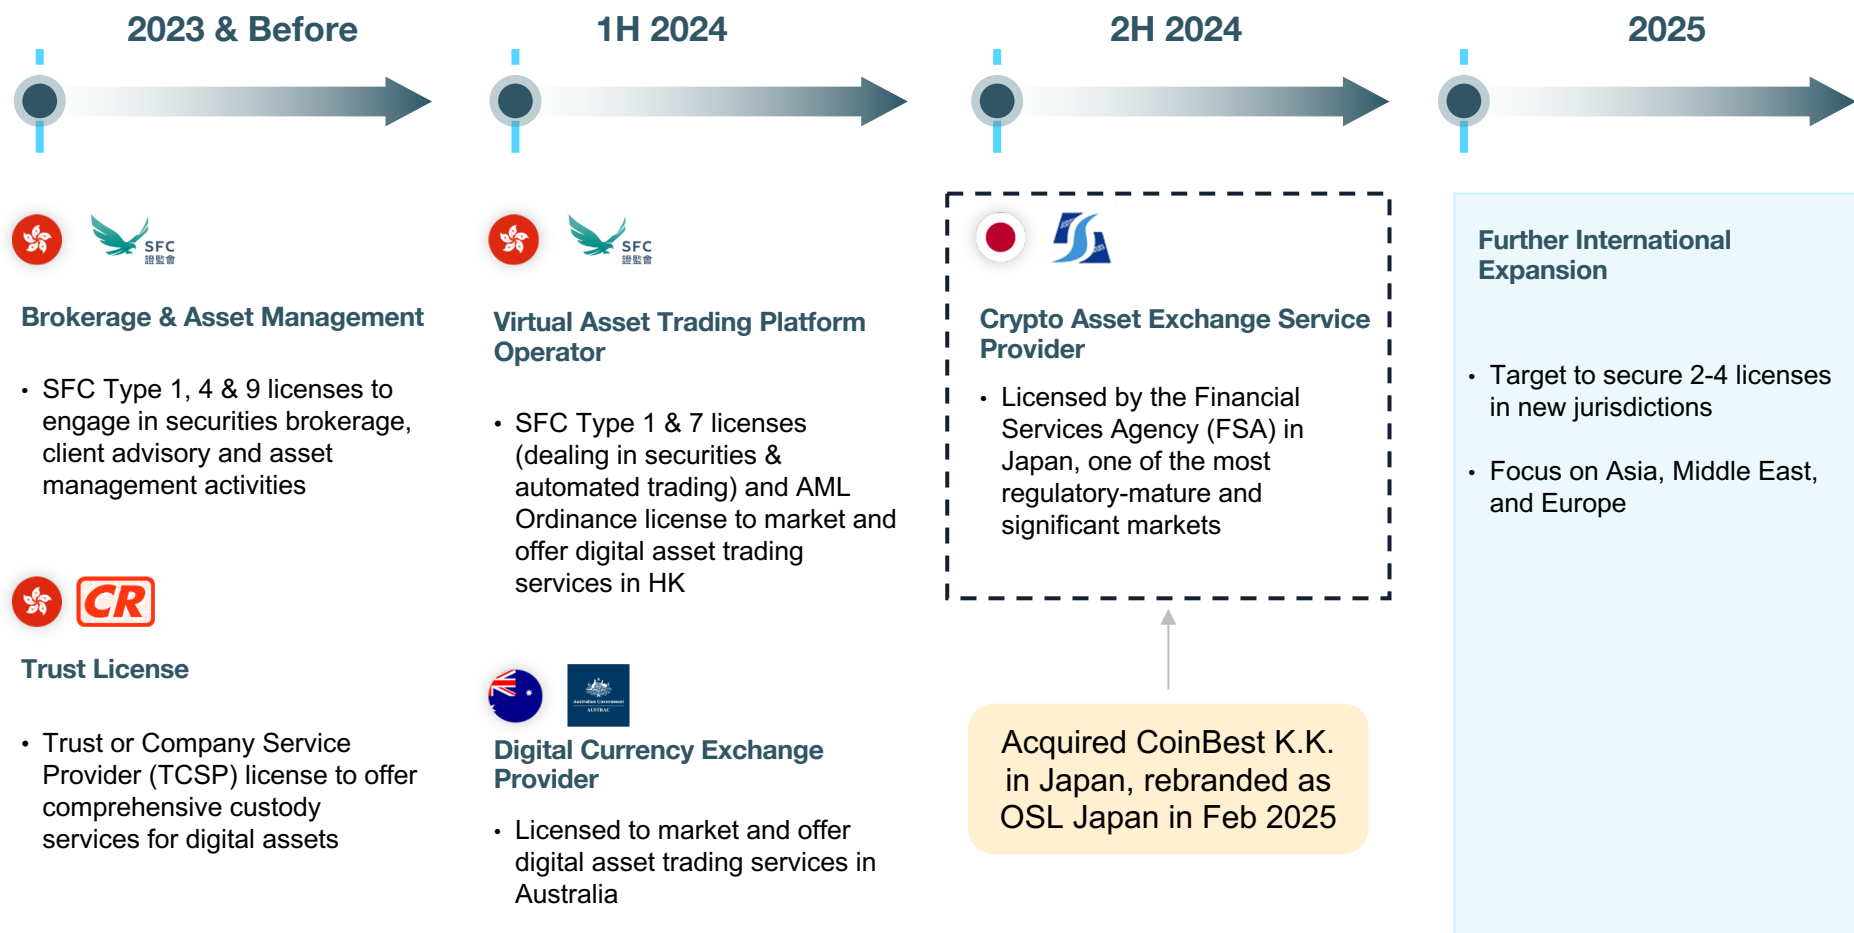 2023 & Before
1H 2024
2H 2024
2025
SFC
證監會
Brokerage & Asset Management
• SFC Type 1, 4 & 9 licenses to
engage in securities brokerage,
client advisory and asset
management activities
CR
Trust License
• Trust or Company Service
Provider (TCSP) license to offer
comprehensive custody
services for digital assets
SFC
證監會
Virtual Asset Trading Platform
Operator
• SFC Type 1 & 7 licenses
(dealing in securities &
automated trading) and AML
Ordinance license to market and
offer digital asset trading
services in HK
Australian Government
AUSTRAC
Digital Currency Exchange
Provider
• Licensed to market and offer
digital asset trading services in
Australia
Crypto Asset Exchange Service
Provider
• Licensed by the Financial
Services Agency (FSA) in
Japan, one of the most
regulatory-mature and
significant markets
Acquired CoinBest K.K.
in Japan, rebranded as
OSL Japan in Feb 2025
Further International
Expansion
• Target to secure 2-4 licenses
in new jurisdictions
• Focus on Asia, Middle East,
and Europe